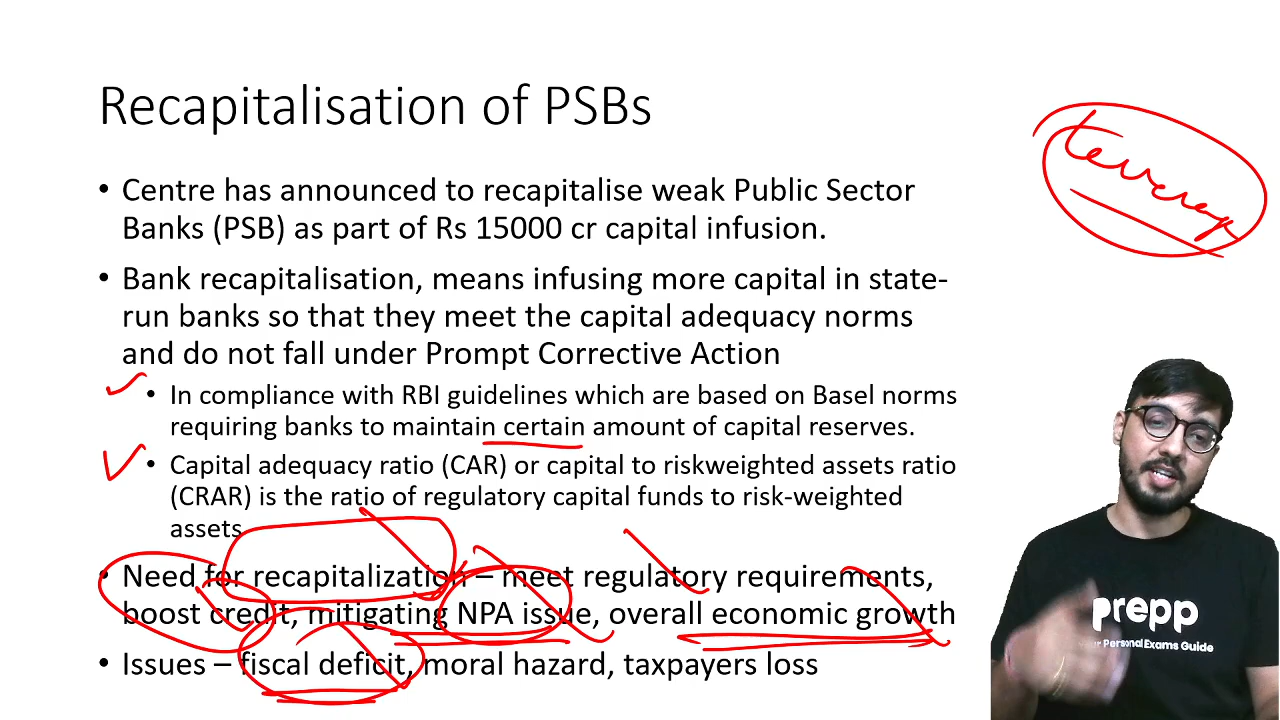 Recapitalisation of PSBs
• Centre has announced to recapitalise weak Public Sector
Banks (PSB) as part of Rs 15000 cr capital infusion.
• Bank recapitalisation, means infusing more capital in state-
run banks so that they meet the capital adequacy norms
and do not fall under Prompt Corrective Action
• In compliance with RBI guidelines which are based on Basel norms
requiring banks to maintain certain amount of capital reserves.
• Capital adequacy ratio (CAR) or capital to riskweighted assets ratio
(CRAR) is the ratio of regulatory capital funds to risk-weighted
assets.
• Need for recapitalization – meet regulatory requirements,
boost credit, mitigating NPA issue, overall economic growth
• Issues – fiscal deficit, moral hazard, taxpayers loss
prepp
Your Personal Exams Guide